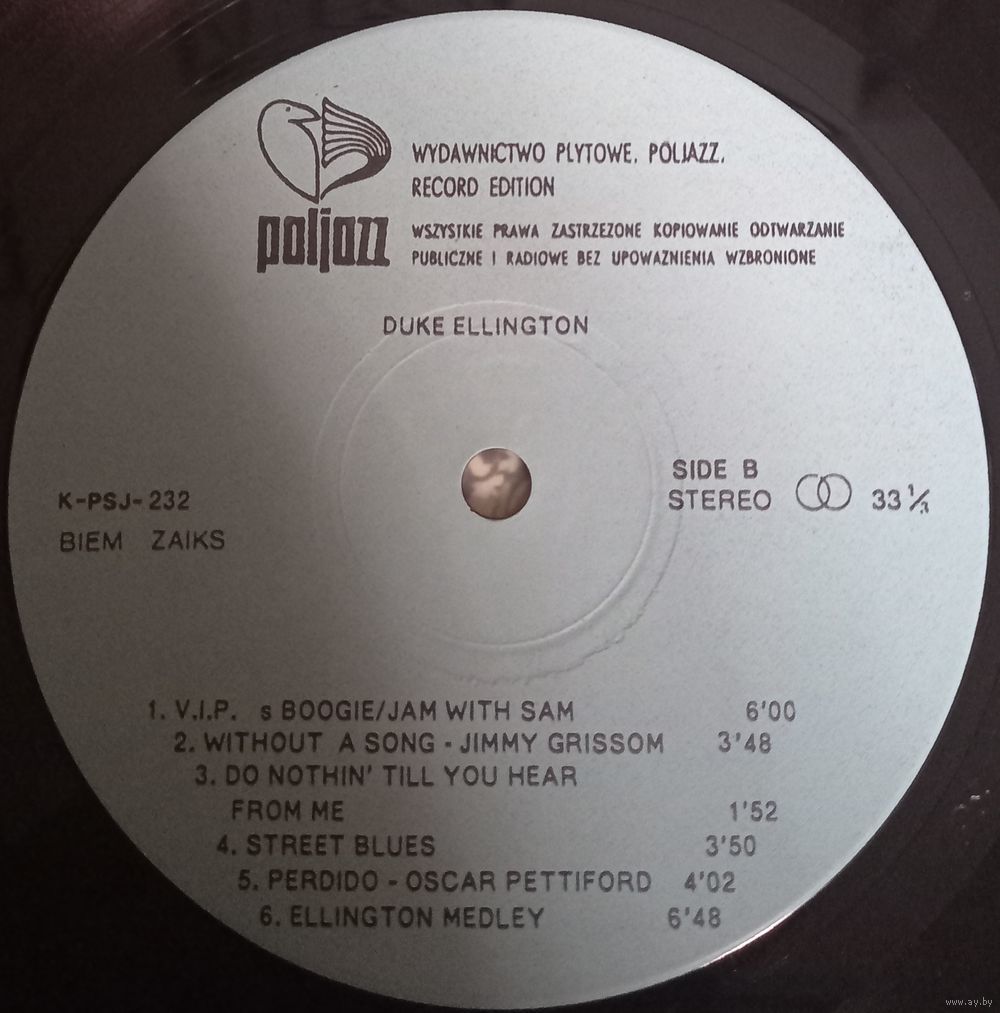 WYDAWNICTWO PLYTOWE. POLJAZZ.
RECORD EDITION
poljazz
WSZYSTKIE PRAWA ZASTRZEZONE KOPIOWANIE ODTWARZANIE
PUBLICZNE I RADIOWE BEZ UPOWAZNIENIA WZBRONIONE
DUKE ELLINGTON
K-PSJ-232
BIEM ZAIKS
SIDE B
STEREO 33 1/3
1. V.I.P. s BOOGIE/JAM WITH SAM 6'00
2. WITHOUT A SONG - JIMMY GRISSOM 3'48
3. DO NOTHIN' TILL YOU HEAR
FROM ME 1'52
4. STREET BLUES 3'50
5. PERDIDO - OSCAR PETTIFORD 4'02
6. ELLINGTON MEDLEY 6'48
www.ay.by